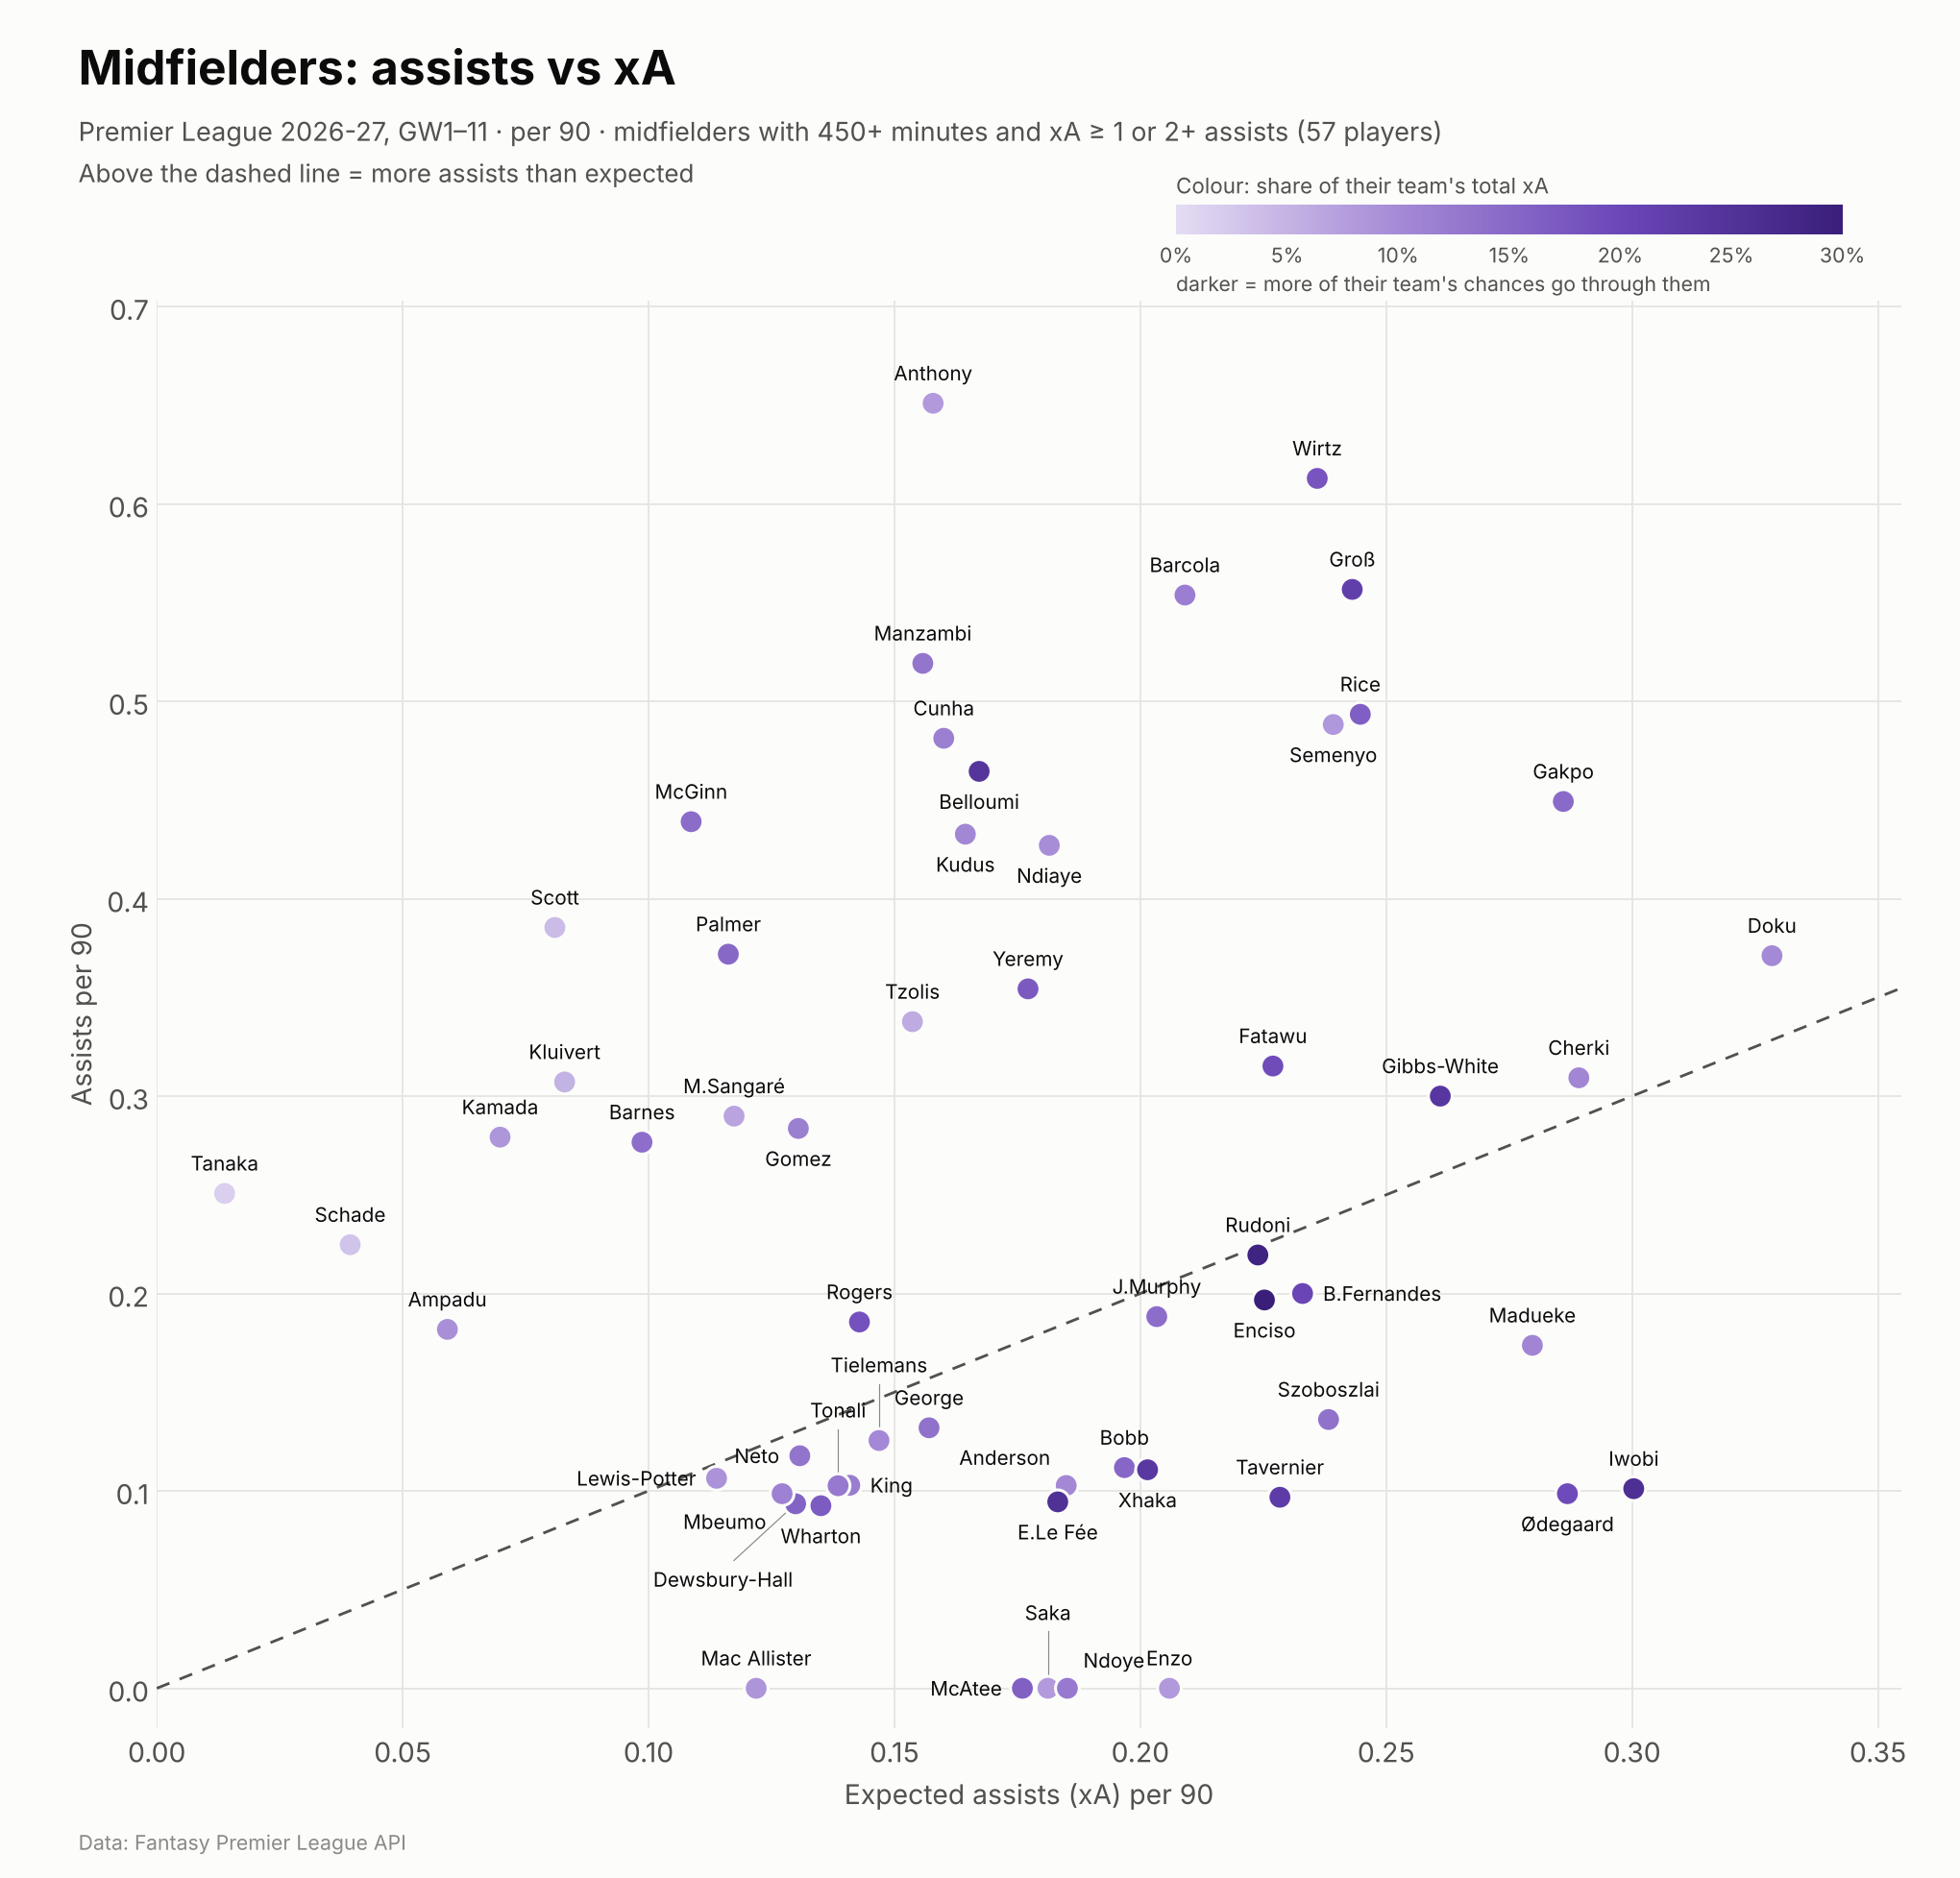 Midfielders: assists vs xA
Premier League 2026-27, GW1–11 · per 90 · midfielders with 450+ minutes and xA ≥ 1 or 2+ assists (57 players)
Above the dashed line = more assists than expected
Colour: share of their team's total xA
0% 5% 10% 15% 20% 25% 30%
darker = more of their team's chances go through them
0.7
Anthony
Wirtz
0.6
Barcola
Groß
Manzambi
0.5
Rice
Cunha
Semenyo
Gakpo
McGinn
Belloumi
Kudus
Ndiaye
0.4
Scott
Palmer
Doku
Yeremy
Tzolis
Assists per 90
Fatawu
Kluivert
Cherki
Gibbs-White
M.Sangaré
0.3
Kamada
Barnes
Gomez
Tanaka
Schade
Rudoni
0.2
Ampadu
Rogers
J.Murphy
B.Fernandes
Enciso
Madueke
Tielemans
Szoboszlai
George
Tonali
Bobb
Neto
Anderson
Iwobi
Tavernier
Lewis-Potter
King
0.1
Xhaka
Mbeumo
Wharton
E.Le Fée
Ødegaard
Dewsbury-Hall
Saka
Mac Allister
Ndoye
Enzo
McAtee
0.0
0.00 0.05 0.10 0.15 0.20 0.25 0.30 0.35
Expected assists (xA) per 90
Data: Fantasy Premier League API